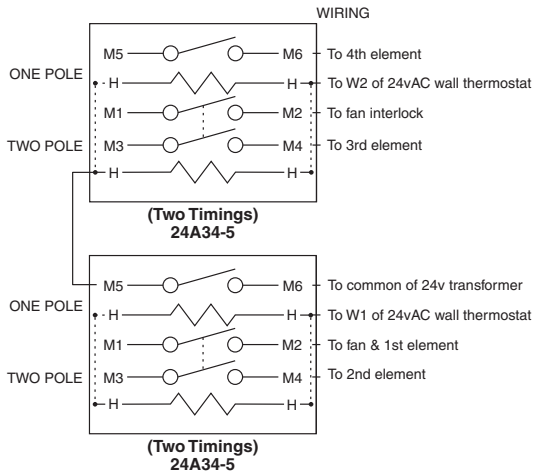 WIRING
M5 M6 To 4th element
ONE POLE
H H To W2 of 24vAC wall thermostat
M1 M2 To fan interlock
TWO POLE M3 M4 To 3rd element
H H
(Two Timings)
24A34-5
M5 M6 To common of 24v transformer
ONE POLE
H H To W1 of 24vAC wall thermostat
M1 M2 To fan & 1st element
TWO POLE M3 M4 To 2nd element
H H
(Two Timings)
24A34-5